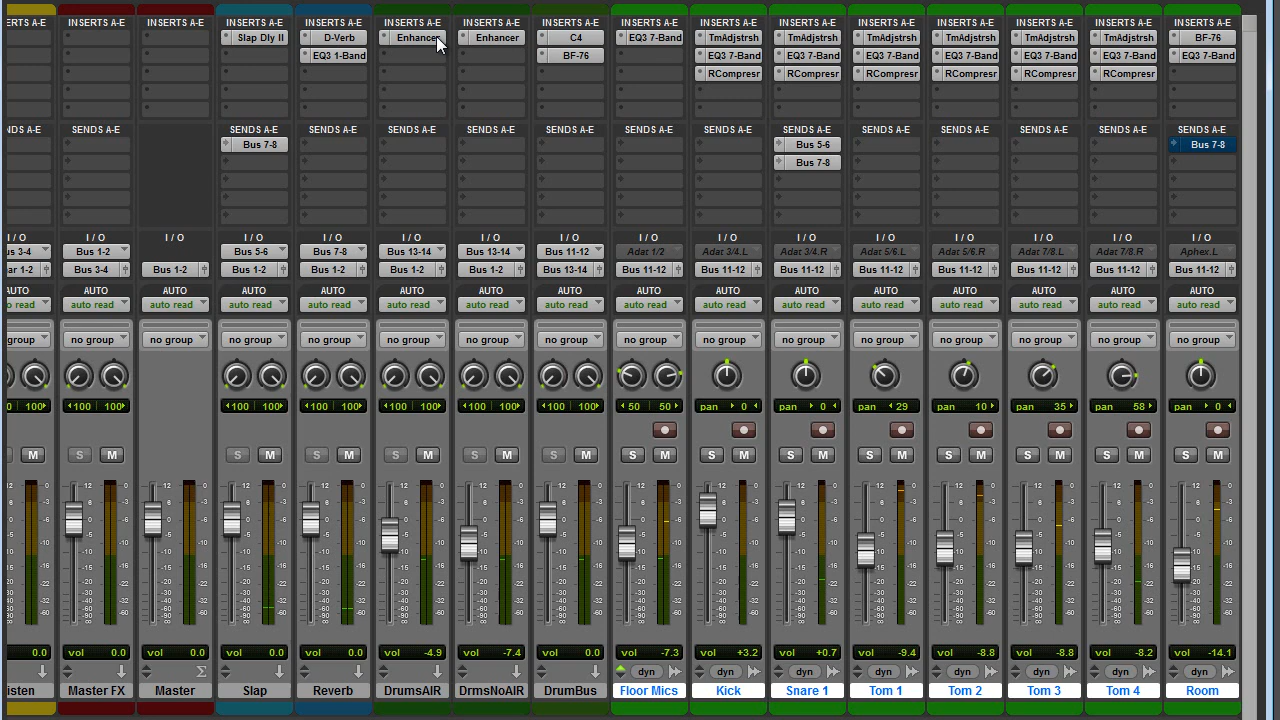 INSERTS A-E INSERTS A-E INSERTS A-E INSERTS A-E INSERTS A-E INSERTS A-E INSERTS A-E INSERTS A-E INSERTS A-E INSERTS A-E INSERTS A-E INSERTS A-E INSERTS A-E INSERTS A-E INSERTS A-E
Slap Dly II D-Verb Enhancer Enhancer C4 EQ3 7-Band TmAdjstrsh TmAdjstrsh TmAdjstrsh TmAdjstrsh TmAdjstrsh TmAdjstrsh BF-76
EQ3 1-Band BF-76 EQ3 7-Band EQ3 7-Band EQ3 7-Band EQ3 7-Band EQ3 7-Band EQ3 7-Band EQ3 7-Band
RCompresr RCompresr RCompresr RCompresr RCompresr RCompresr
NDS A-E SENDS A-E SENDS A-E SENDS A-E SENDS A-E SENDS A-E SENDS A-E SENDS A-E SENDS A-E SENDS A-E SENDS A-E SENDS A-E SENDS A-E SENDS A-E SENDS A-E
Bus 7-8 Bus 5-6 Bus 7-8
Bus 7-8
I / O I / O I / O I / O I / O I / O I / O I / O I / O I / O I / O I / O I / O I / O I / O I / O
us 3-4 Bus 1-2 Bus 5-6 Bus 7-8 Bus 13-14 Bus 13-14 Bus 11-12 Adat 1/2 Adat 3/4.L Adat 3/4.R Adat 5/6.L Adat 5/6.R Adat 7/8.L Adat 7/8.R Aphex.L
ar 1-2 Bus 3-4 Bus 1-2 Bus 1-2 Bus 1-2 Bus 1-2 Bus 1-2 Bus 13-14 Bus 11-12 Bus 11-12 Bus 11-12 Bus 11-12 Bus 11-12 Bus 11-12 Bus 11-12 Bus 11-12
AUTO AUTO AUTO AUTO AUTO AUTO AUTO AUTO AUTO AUTO AUTO AUTO AUTO AUTO AUTO AUTO
auto read auto read auto read auto read auto read auto read auto read auto read auto read auto read auto read auto read auto read auto read auto read auto read
group no group no group no group no group no group no group no group no group no group no group no group no group no group no group no group
0 100 100 100 100 100 100 100 100 100 100 100 100 100 50 50 pan 0 pan 0 pan 29 pan 10 pan 35 pan 58 pan 0
M S M S M S M S M S M S M S M S M S M S M S M S M S M S M
0.0 vol 0.0 vol 0.0 vol 0.0 vol 0.0 vol -4.9 vol -7.4 vol 0.0 vol -7.3 vol +3.2 vol +0.7 vol -9.4 vol -8.8 vol -8.8 vol -8.2 vol -14.1
Σ dyn dyn dyn dyn dyn dyn dyn dyn
isten Master FX Master Slap Reverb DrumsAIR DrmsNoAIR DrumBus Floor Mics Kick Snare 1 Tom 1 Tom 2 Tom 3 Tom 4 Room